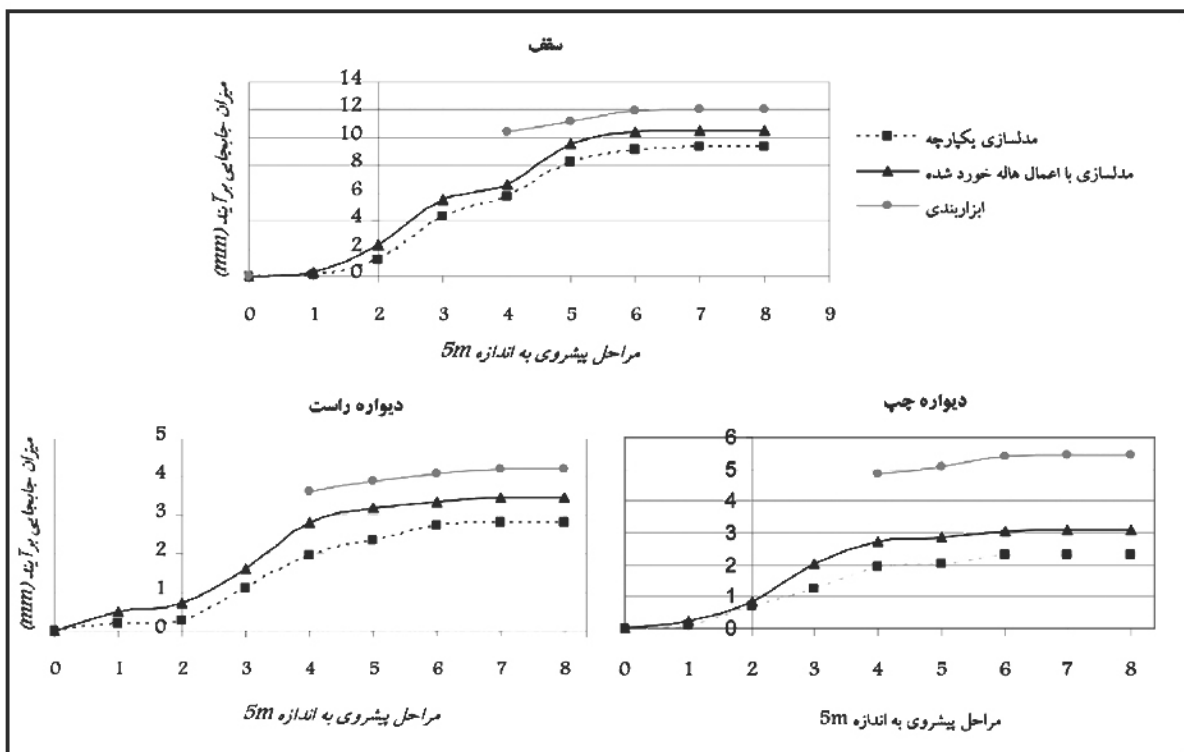 سقف
میزان جابجایی برآیند (mm)
14
12
10
8
6
4
2
0
0 1 2 3 4 5 6 7 8 9
مراحل پیشروی به اندازه 5m
مدلسازی یکپارچه
مدلسازی با اعمال هاله خورد شده
ابزاربندی
دیواره راست
میزان جابجایی برآیند (mm)
5
4
3
2
1
0
0 1 2 3 4 5 6 7 8
مراحل پیشروی به اندازه 5m
دیواره چپ
6
5
4
3
2
1
0
0 1 2 3 4 5 6 7 8
مراحل پیشروی به اندازه 5m